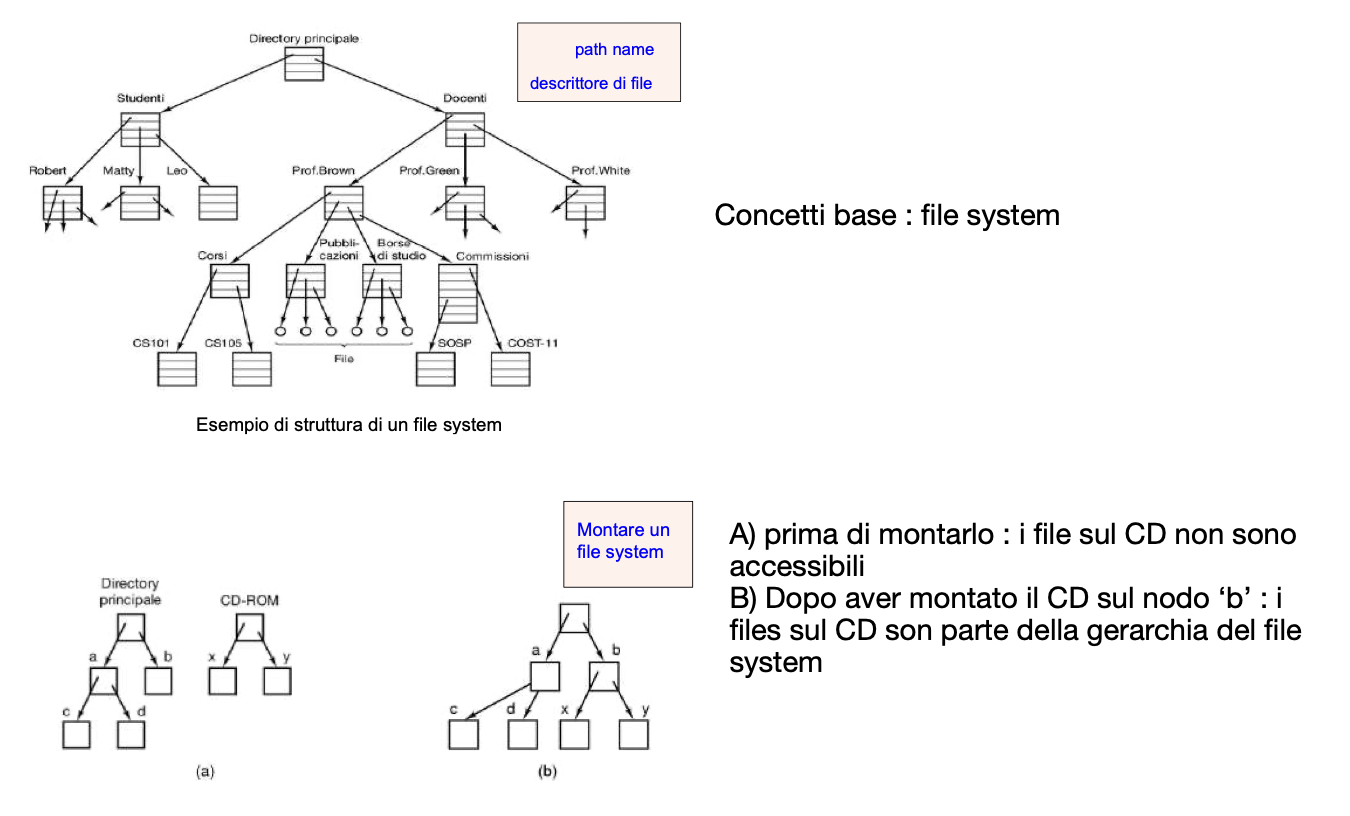 Directory principale
path name
descrittore di file
Studenti
Docenti
Robert
Matty
Leo
Prof.Brown
Prof.Green
Prof.White
Concetti base : file system
Corsi
Pubbli-
cazioni
Borse
di studio
Commissioni
CS101
CS105
File
SOSP
COST-11
Esempio di struttura di un file system
Montare un
file system
A) prima di montarlo : i file sul CD non sono
accessibili
B) Dopo aver montato il CD sul nodo ‘b’ : i
files sul CD son parte della gerarchia del file
system
Directory
principale
CD-ROM
a
b
x
y
c
d
(a)
a
b
c
d
x
y
(b)